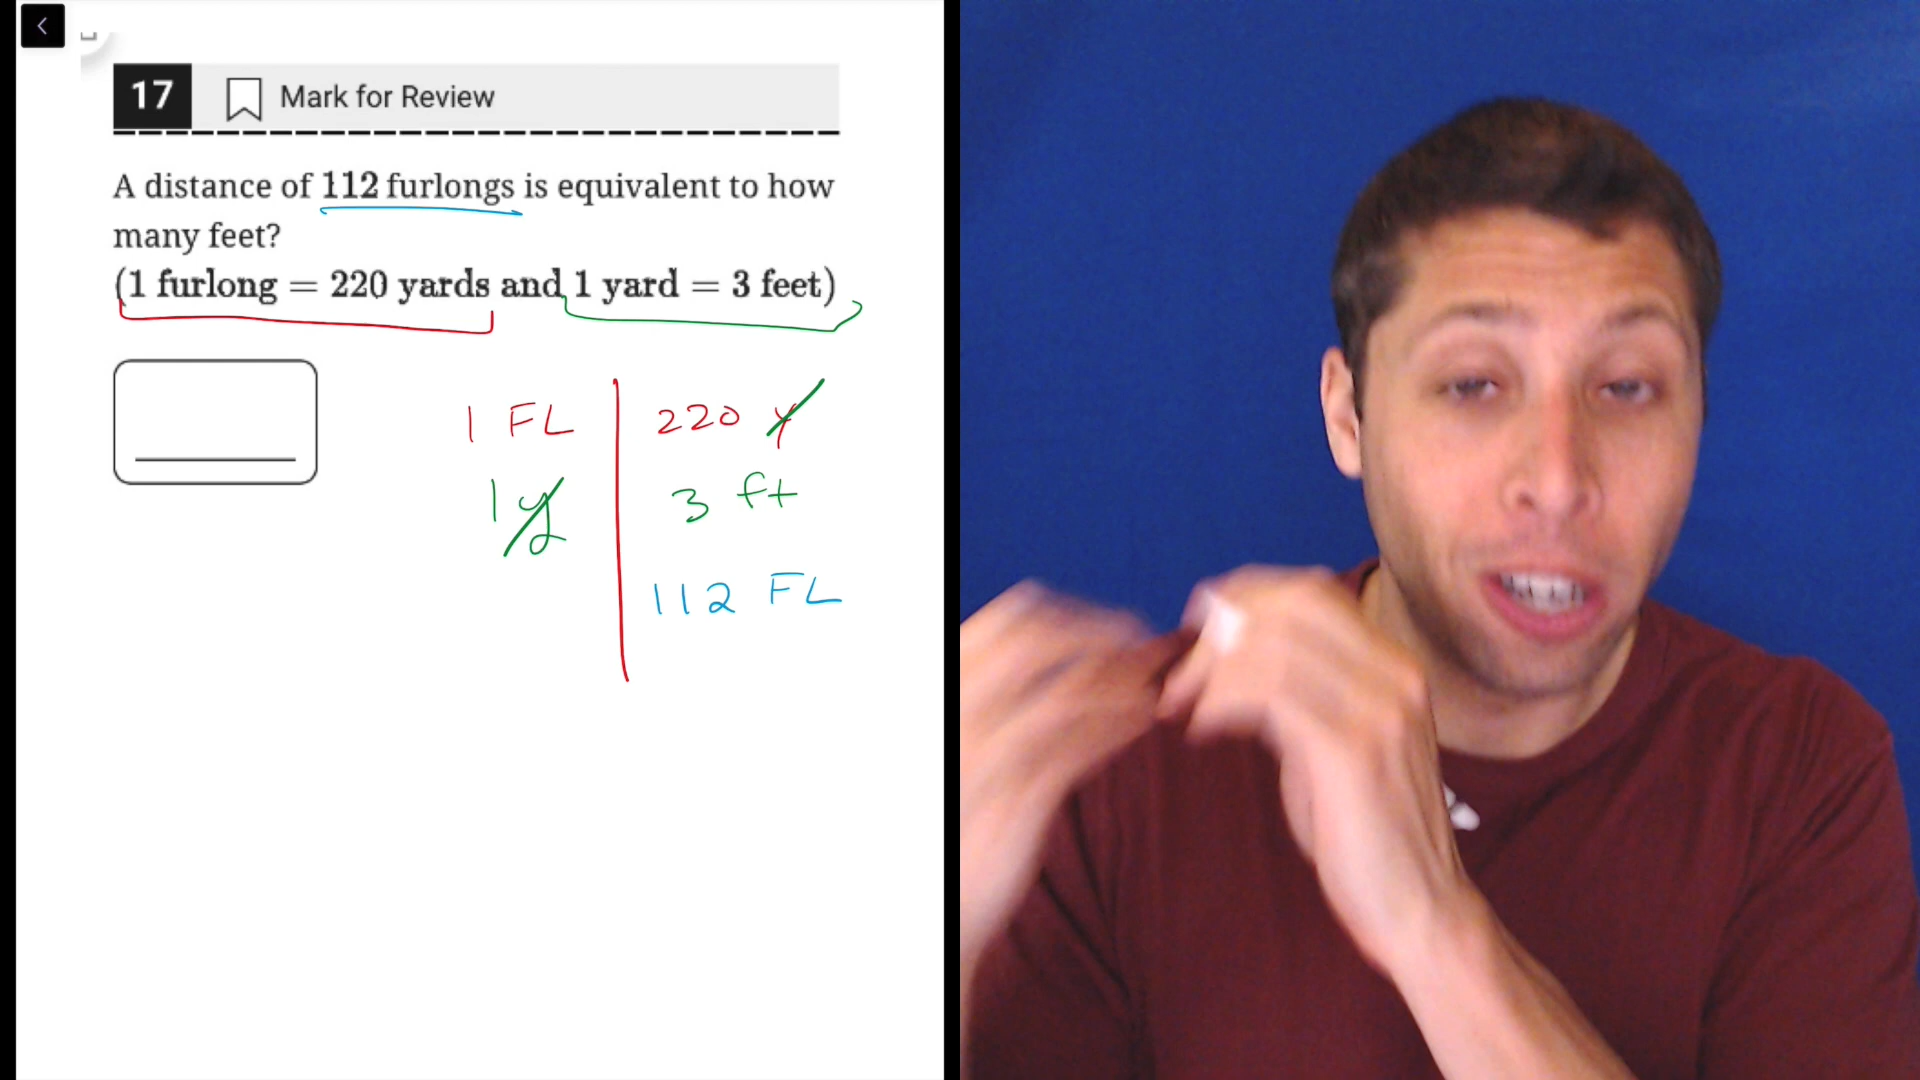 17 Mark for Review
A distance of 112 furlongs is equivalent to how
many feet?
(1 furlong = 220 yards and 1 yard = 3 feet)
1 FL 220 y
1 y 3 ft
112 FL